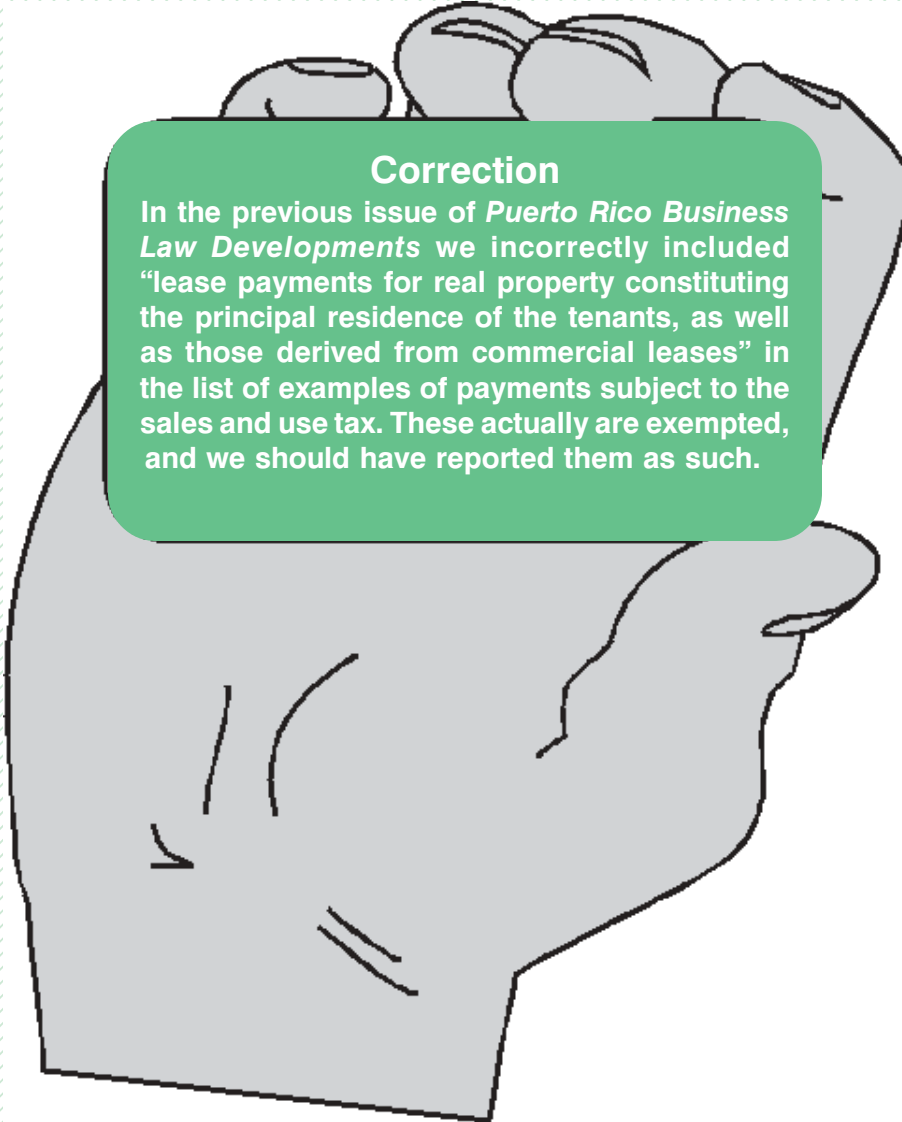 Correction
In the previous issue of Puerto Rico Business
Law Developments we incorrectly included
“lease payments for real property constituting
the principal residence of the tenants, as well
as those derived from commercial leases” in
the list of examples of payments subject to the
sales and use tax. These actually are exempted,
and we should have reported them as such.